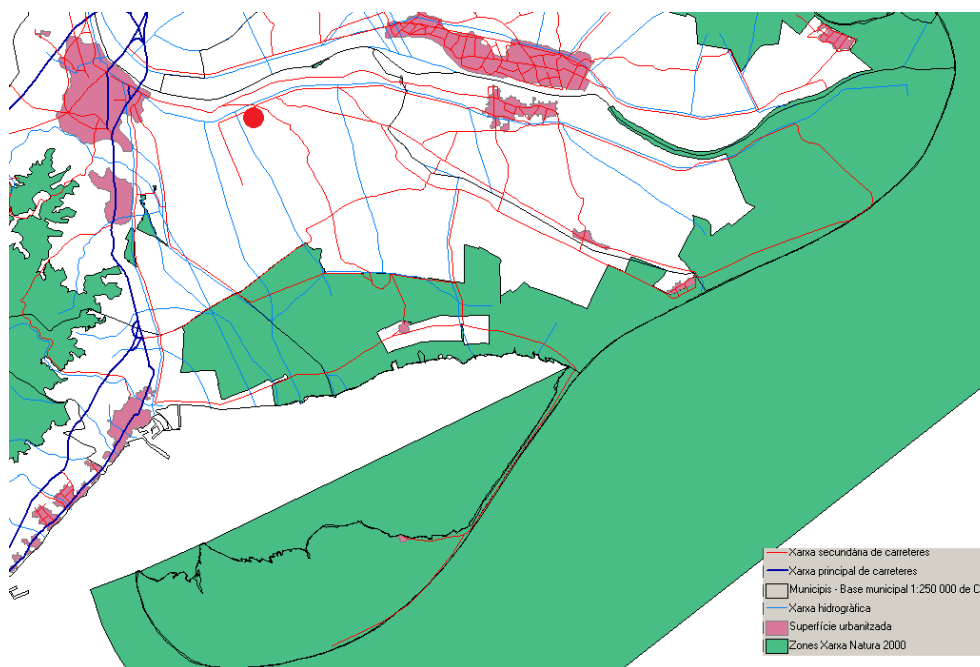 Xarxa secundària de carreteres
Xarxa principal de carreteres
Municipis - Base municipal 1:250 000 de C
Xarxa hidrogràfica
Superfície urbanitzada
Zones Xarxa Natura 2000